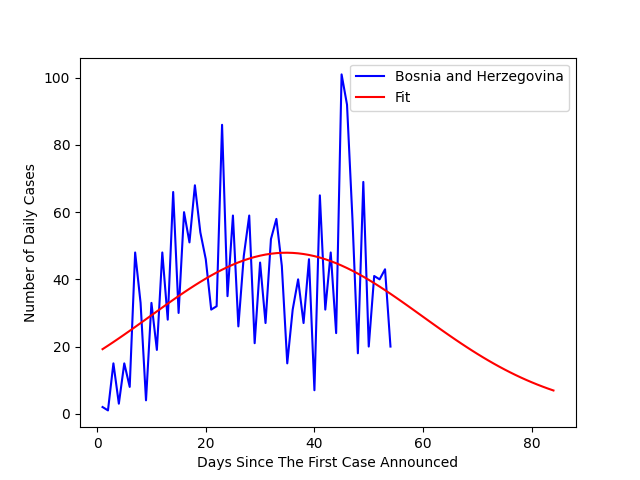 Bosnia and Herzegovina
Fit
100
80
60
40
20
0
Number of Daily Cases
0 20 40 60 80
Days Since The First Case Announced